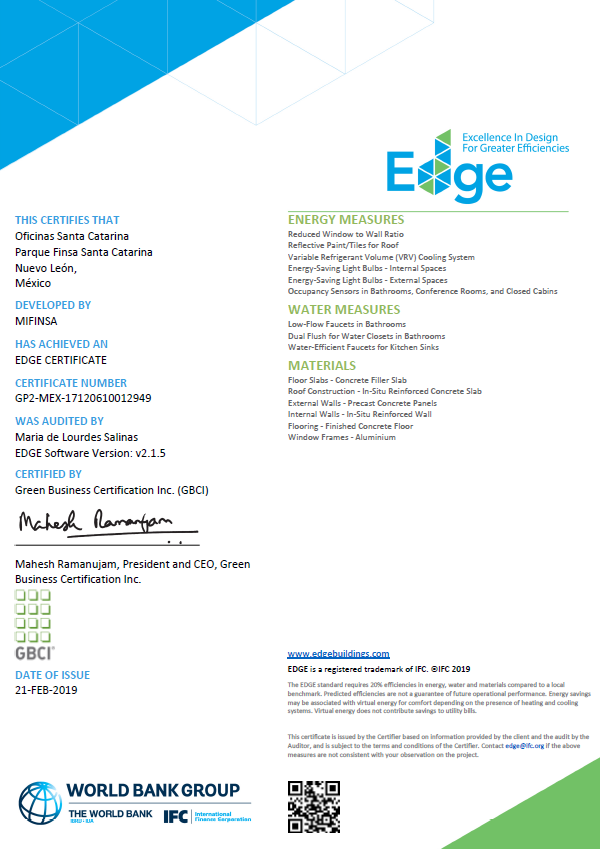 Excellence In Design
For Greater Efficiencies
Edge
THIS CERTIFIES THAT
Oficinas Santa Catarina
Parque Finsa Santa Catarina
Nuevo León,
México
DEVELOPED BY
MIFINSA
HAS ACHIEVED AN
EDGE CERTIFICATE
CERTIFICATE NUMBER
GP2-MEX-17120610012949
WAS AUDITED BY
Maria de Lourdes Salinas
EDGE Software Version: v2.1.5
CERTIFIED BY
Green Business Certification Inc. (GBCI)
Mahesh Ramanujam
Mahesh Ramanujam, President and CEO, Green
Business Certification Inc.
GBCI
DATE OF ISSUE
21-FEB-2019
ENERGY MEASURES
Reduced Window to Wall Ratio
Reflective Paint/Tiles for Roof
Variable Refrigerant Volume (VRV) Cooling System
Energy-Saving Light Bulbs - Internal Spaces
Energy-Saving Light Bulbs - External Spaces
Occupancy Sensors in Bathrooms, Conference Rooms, and Closed Cabins
WATER MEASURES
Low-Flow Faucets in Bathrooms
Dual Flush for Water Closets in Bathrooms
Water-Efficient Faucets for Kitchen Sinks
MATERIALS
Floor Slabs - Concrete Filler Slab
Roof Construction - In-Situ Reinforced Concrete Slab
External Walls - Precast Concrete Panels
Internal Walls - In-Situ Reinforced Wall
Flooring - Finished Concrete Floor
Window Frames - Aluminium
www.edgebuildings.com
EDGE is a registered trademark of IFC. ©IFC 2019
The EDGE standard requires 20% efficiencies in energy, water and materials compared to a local
benchmark. Predicted efficiencies are not a guarantee of future operational performance. Energy savings
may be associated with virtual energy for comfort depending on the presence of heating and cooling
systems. Virtual energy does not contribute savings to utility bills.
This certificate is issued by the Certifier based on information provided by the client and the audit by the
Auditor, and is subject to the terms and conditions of the Certifier. Contact edge@ifc.org if the above
measures are not consistent with your observation on the project.
WORLD BANK GROUP
THE WORLD BANK
IBRD • IDA
IFC
International
Finance Corporation